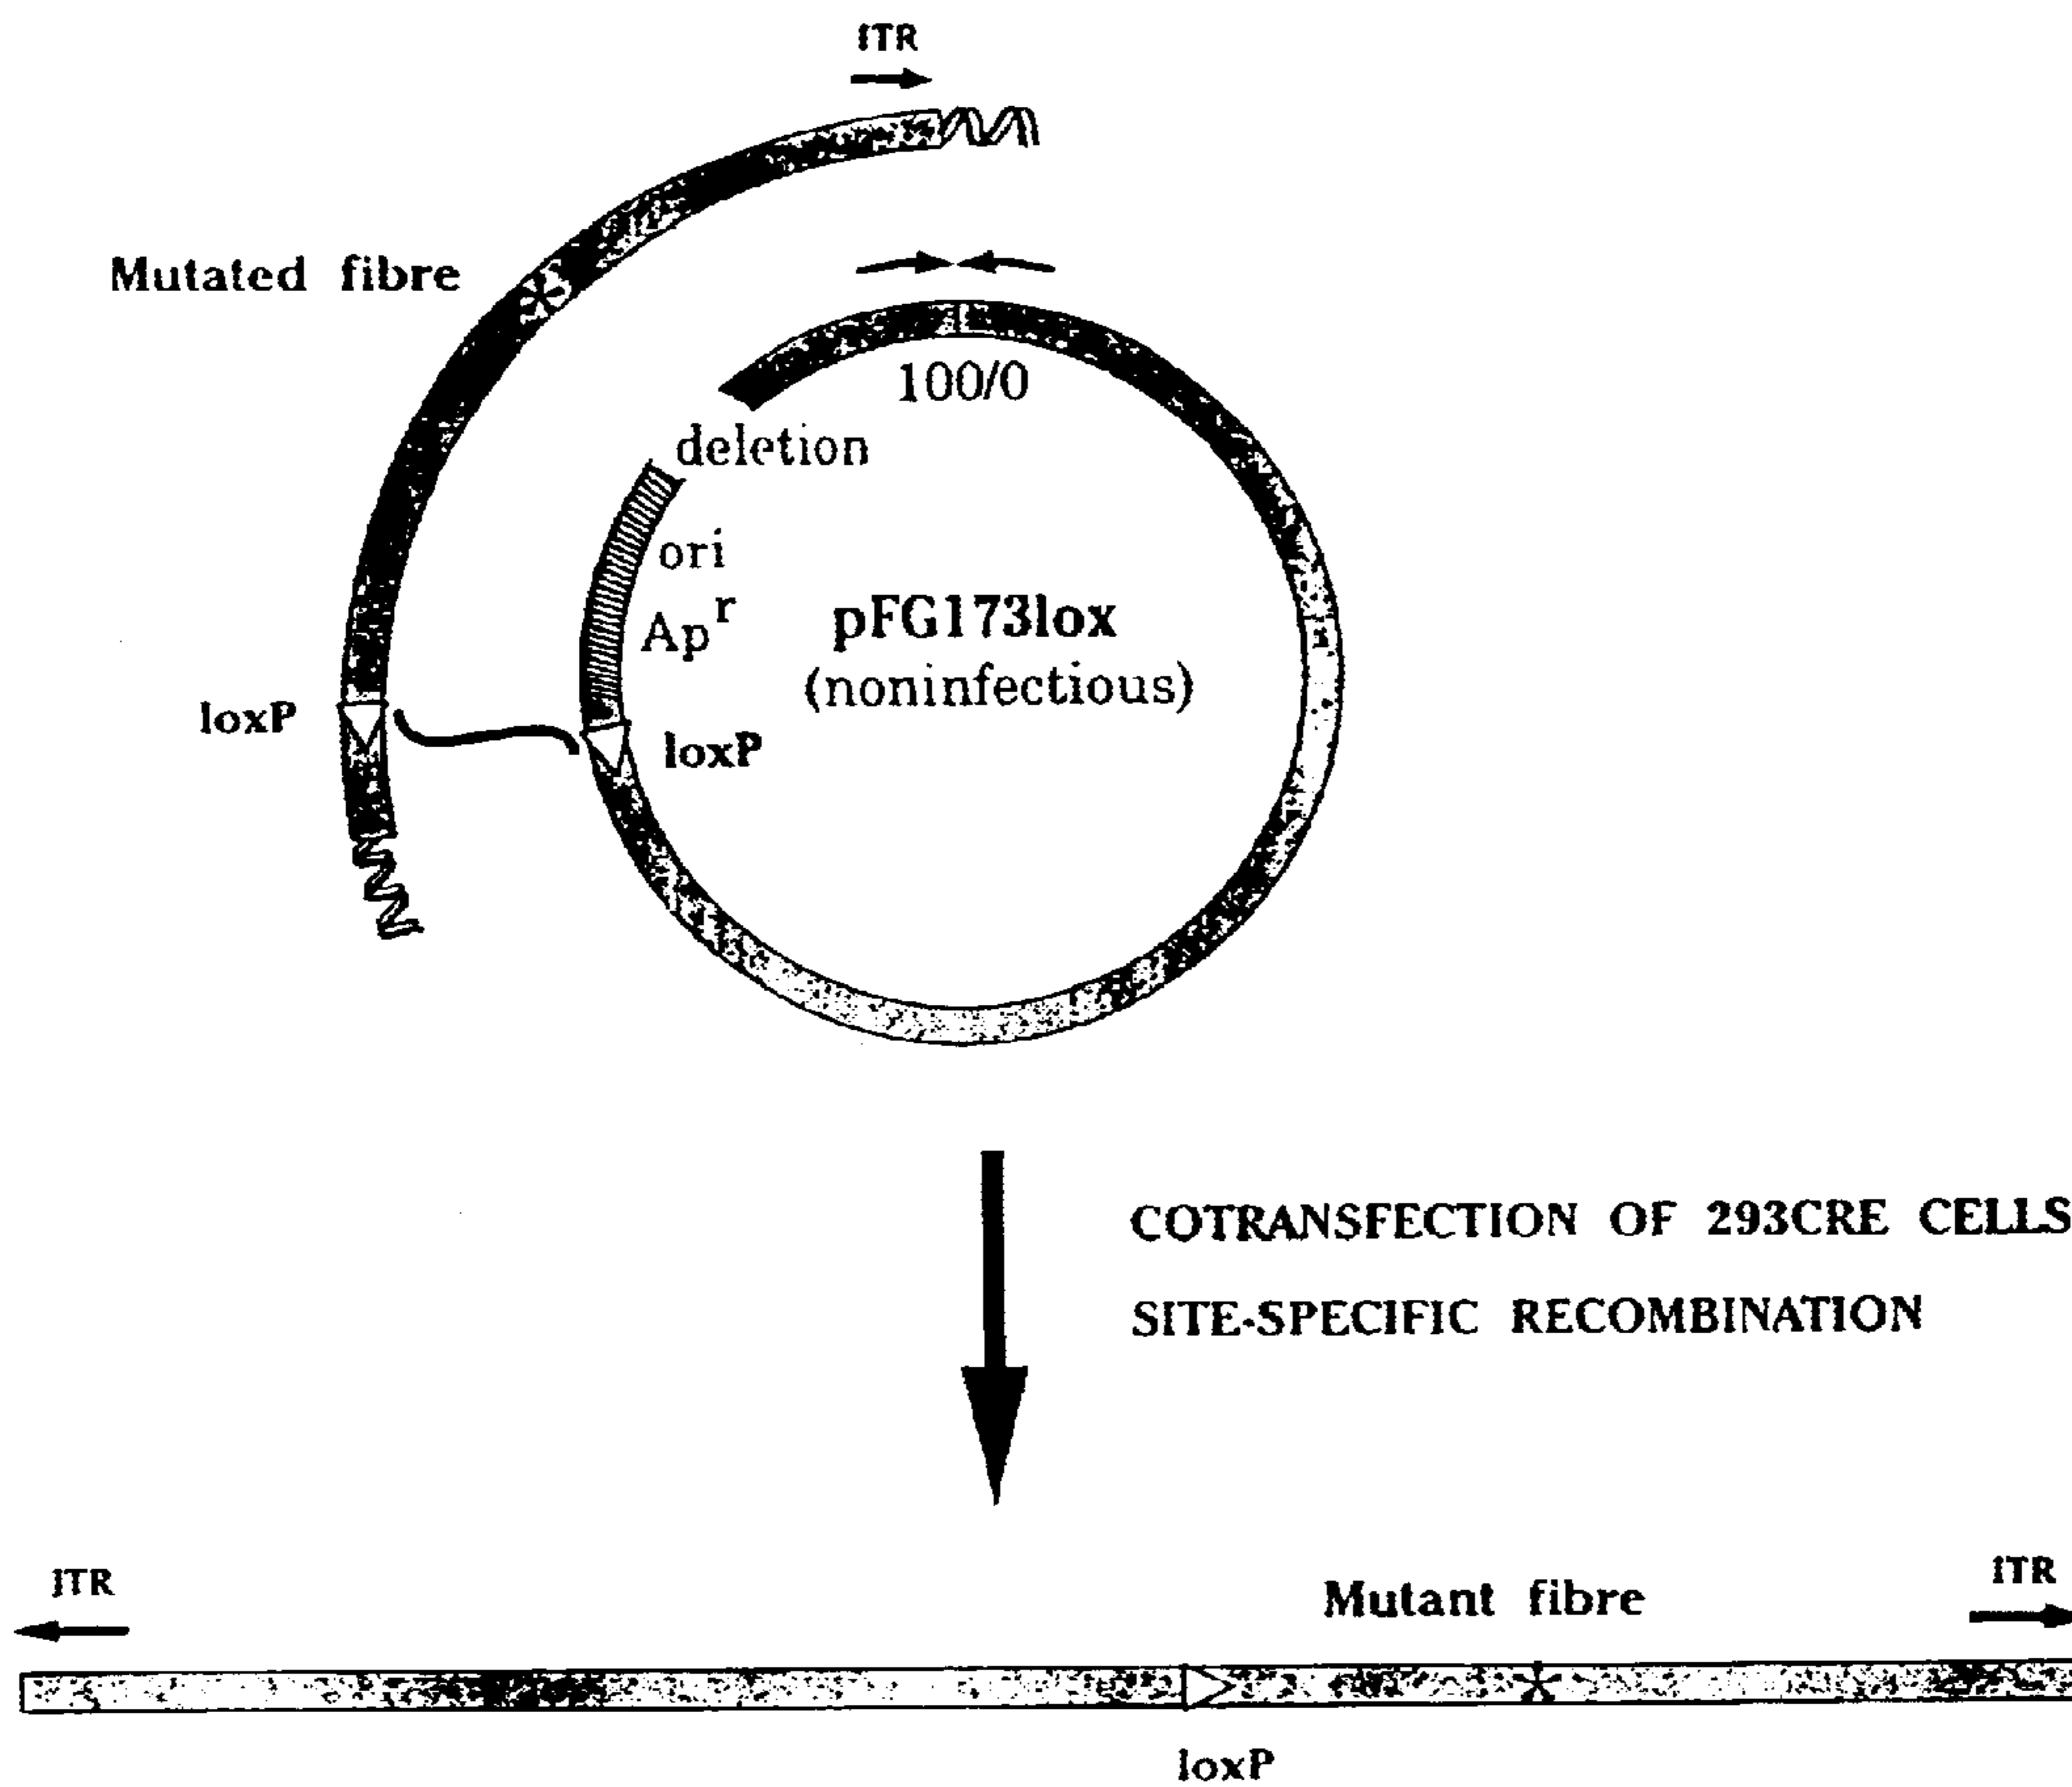 ITR
Mutated fibre
100/0
deletion
ori
Ap^r
pFG173lox
(noninfectious)
loxP
loxP
COTRANSFECTION OF 293CRE CELLS
SITE-SPECIFIC RECOMBINATION
ITR
Mutant fibre
ITR
loxP